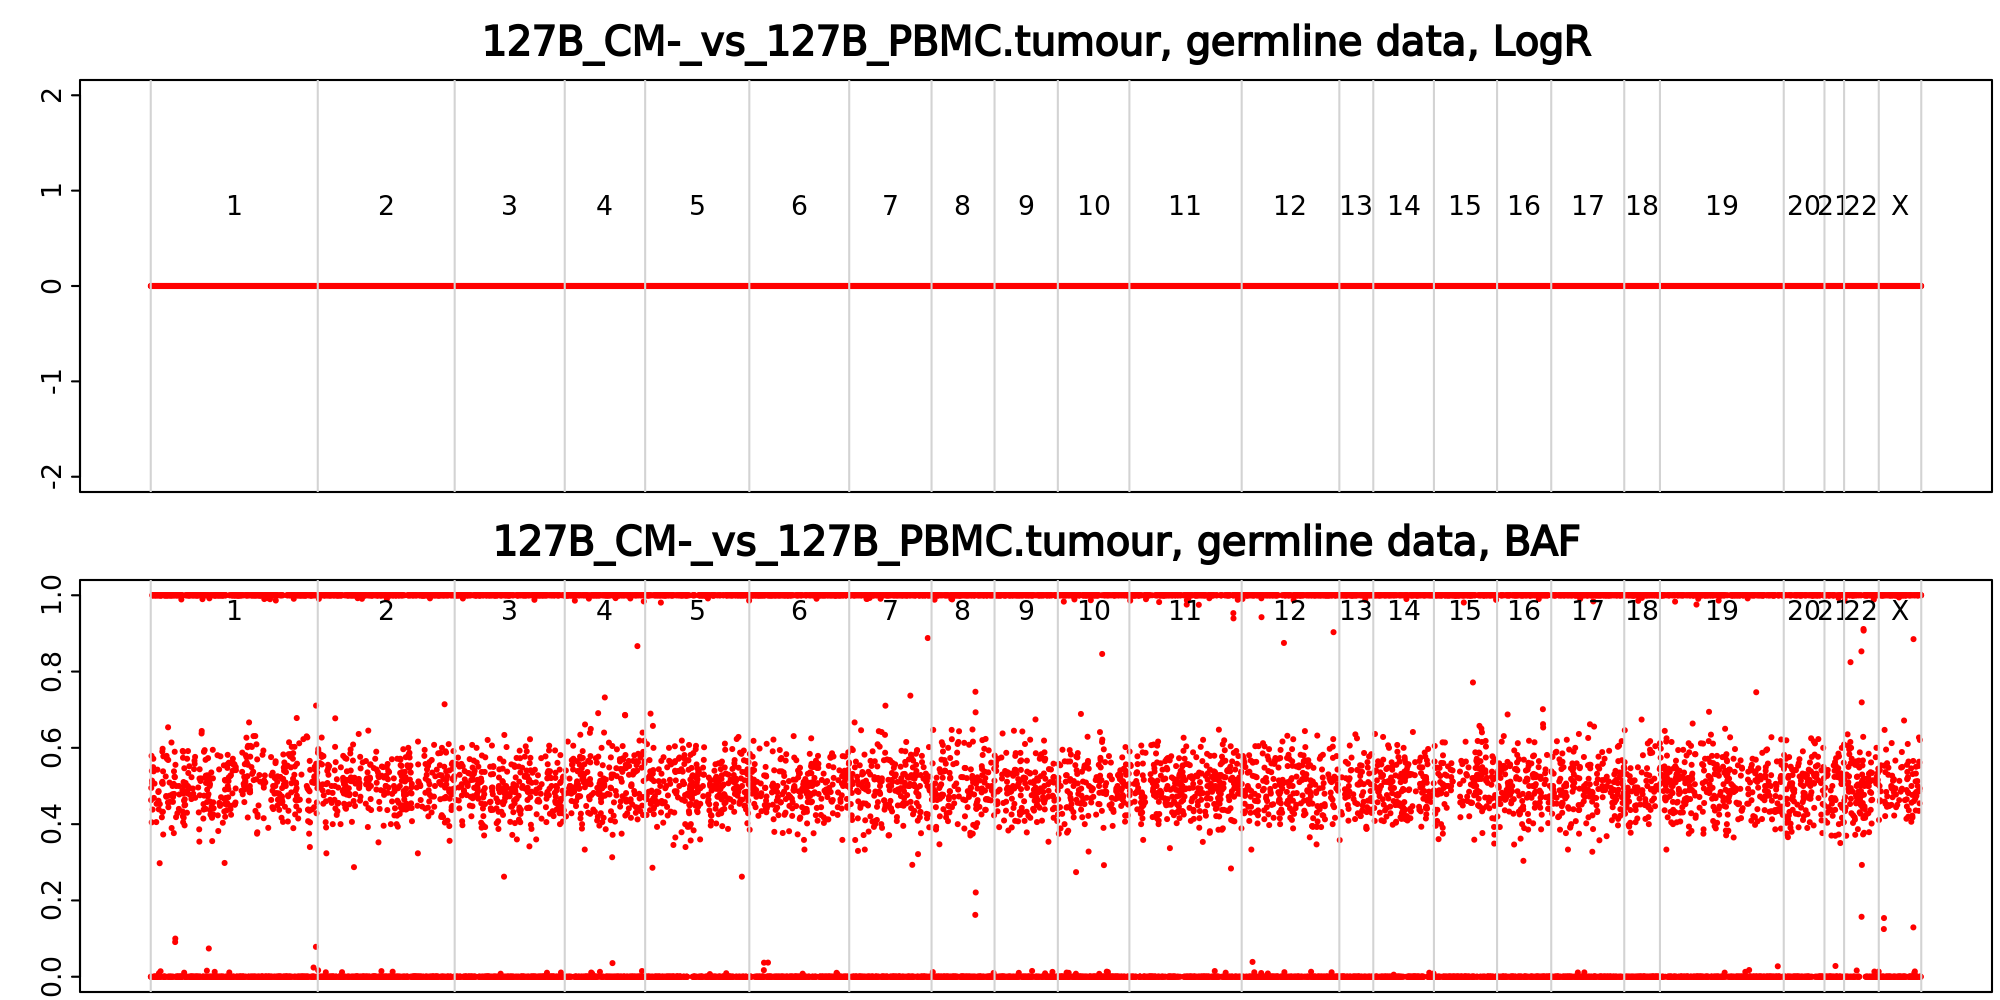 127B_CM-_vs_127B_PBMC.tumour, germline data, LogR
2
1
0
-1
-2
1 2 3 4 5 6 7 8 9 10 11 12 13 14 15 16 17 18 19 20 21 22 X
127B_CM-_vs_127B_PBMC.tumour, germline data, BAF
1.0
0.8
0.6
0.4
0.2
0.0
1 2 3 4 5 6 7 8 9 10 11 12 13 14 15 16 17 18 19 20 21 22 X